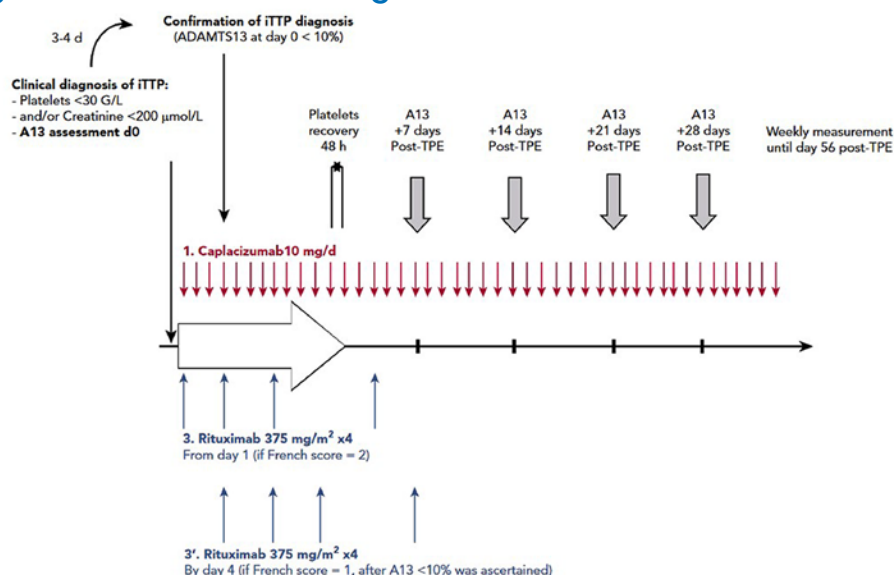 Confirmation of iTTP diagnosis
(ADAMTS13 at day 0 < 10%)
3-4 d
Clinical diagnosis of iTTP:
- Platelets <30 G/L
- and/or Creatinine <200 µmol/L
- A13 assessment d0
Platelets
recovery
48 h
A13
+7 days
Post-TPE
A13
+14 days
Post-TPE
A13
+21 days
Post-TPE
A13
+28 days
Post-TPE
Weekly measurement
until day 56 post-TPE
1. Caplacizumab10 mg/d
3. Rituximab 375 mg/m² x4
From day 1 (if French score = 2)
3'. Rituximab 375 mg/m² x4
By day 4 (if French score = 1, after A13 <10% was ascertained)